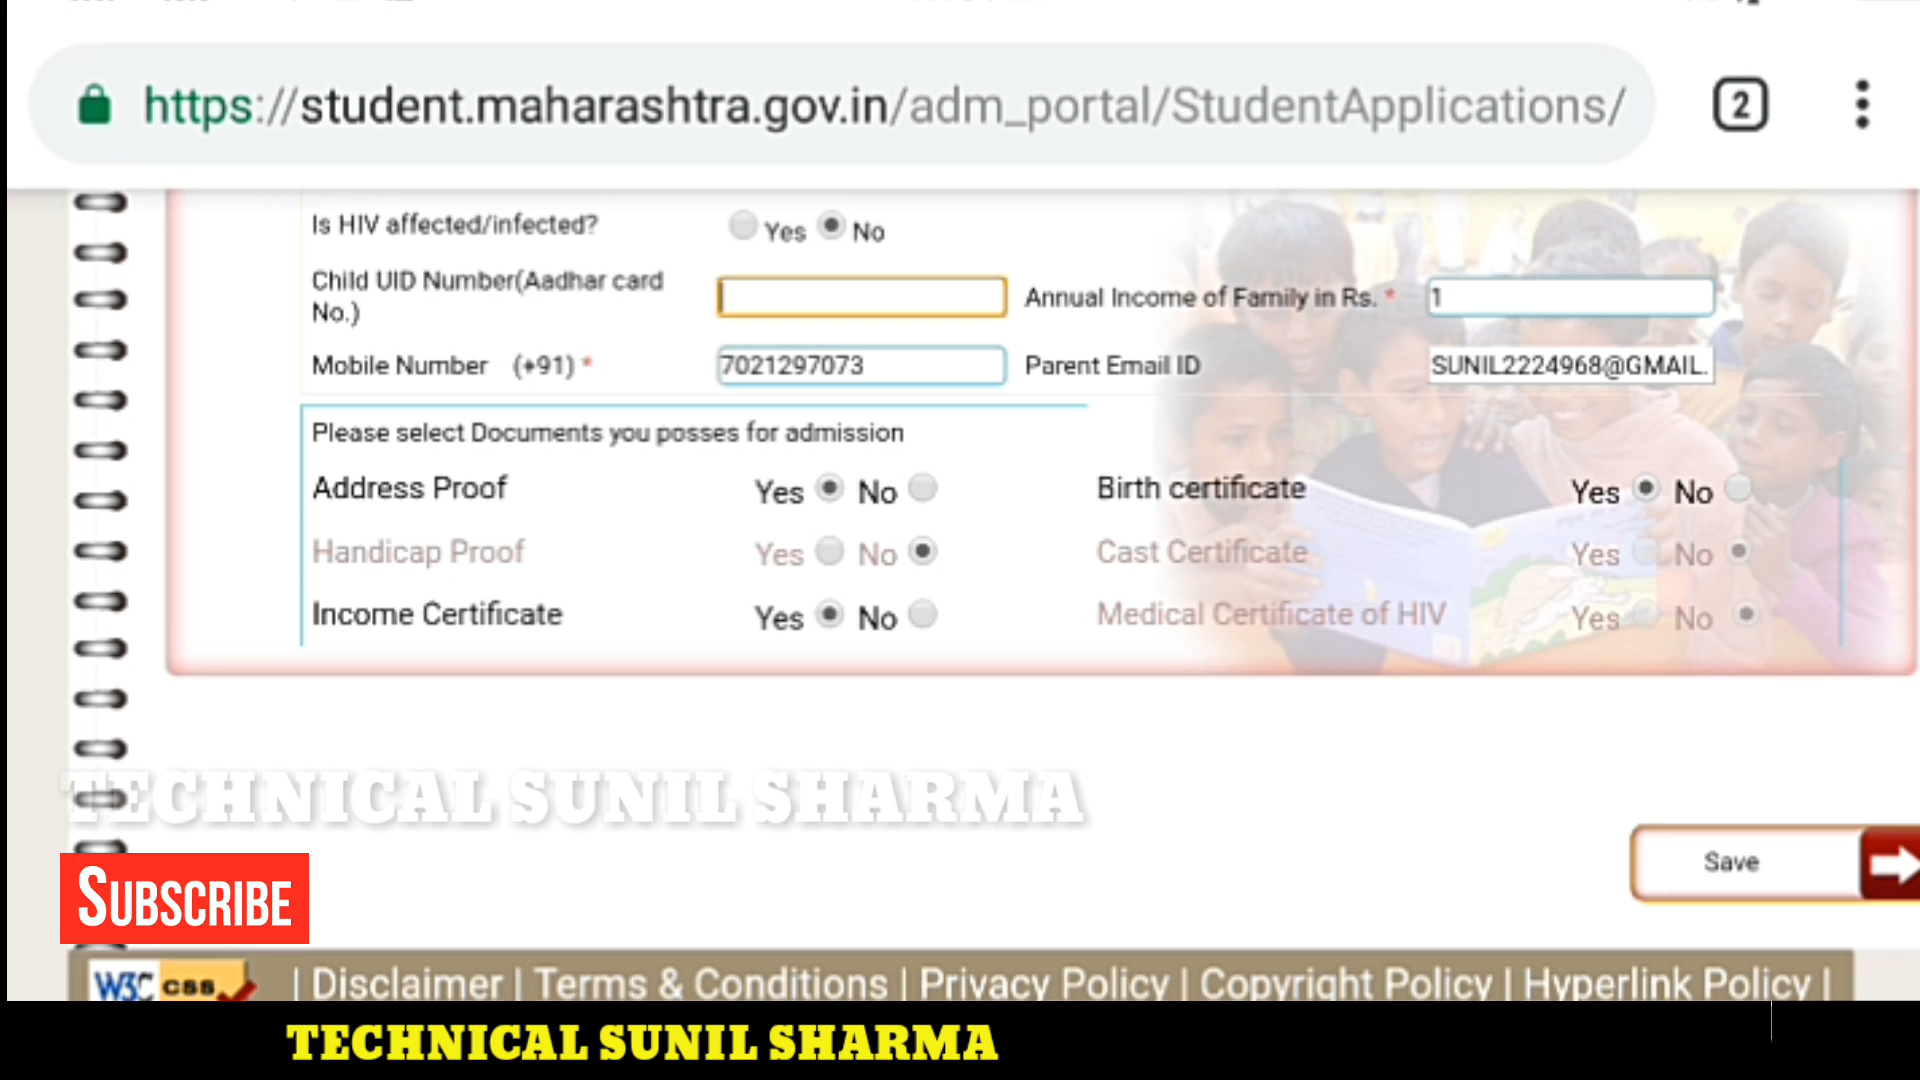 https://student.maharashtra.gov.in/adm_portal/StudentApplications/
2
Is HIV affected/infected? Yes No
Child UID Number(Aadhar card No.) Annual Income of Family in Rs. * 1
Mobile Number (+91) * 7021297073 Parent Email ID SUNIL2224968@GMAIL.
Please select Documents you posses for admission
Address Proof Yes No Birth certificate Yes No
Handicap Proof Yes No Cast Certificate Yes No
Income Certificate Yes No Medical Certificate of HIV Yes No
TECHNICAL SUNIL SHARMA
Save
SUBSCRIBE
W3C css | Disclaimer | Terms & Conditions | Privacy Policy | Copyright Policy | Hyperlink Policy |
TECHNICAL SUNIL SHARMA